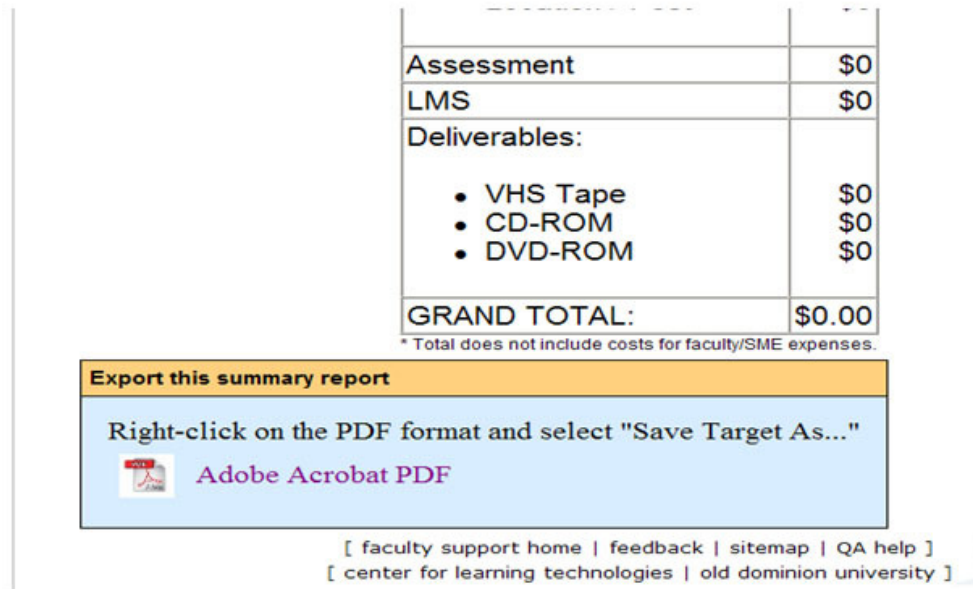 Assessment $0
LMS $0
Deliverables:
• VHS Tape $0
• CD-ROM $0
• DVD-ROM $0
GRAND TOTAL: $0.00
* Total does not include costs for faculty/SME expenses.
Export this summary report
Right-click on the PDF format and select "Save Target As..."
Adobe Acrobat PDF
[ faculty support home | feedback | sitemap | QA help ]
[ center for learning technologies | old dominion university ]